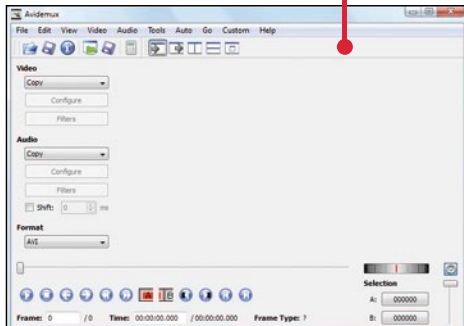 Avidemux
File Edit View Video Audio Tools Auto Go Custom Help
Video
Copy
Configure
Filters
Audio
Copy
Configure
Filters
Shift: 0 ms
Format
AVI
Selection
A: 000000
Frame: 0 / 0 Time: 00:00:00.000 / 00:00:00.000 Frame Type: ? B: 000000